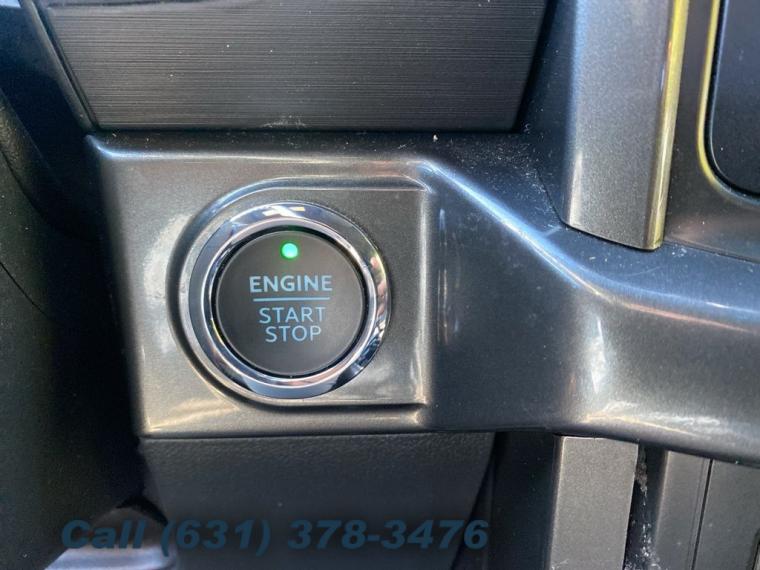 ENGINE
START
STOP
Call (631) 378-3476